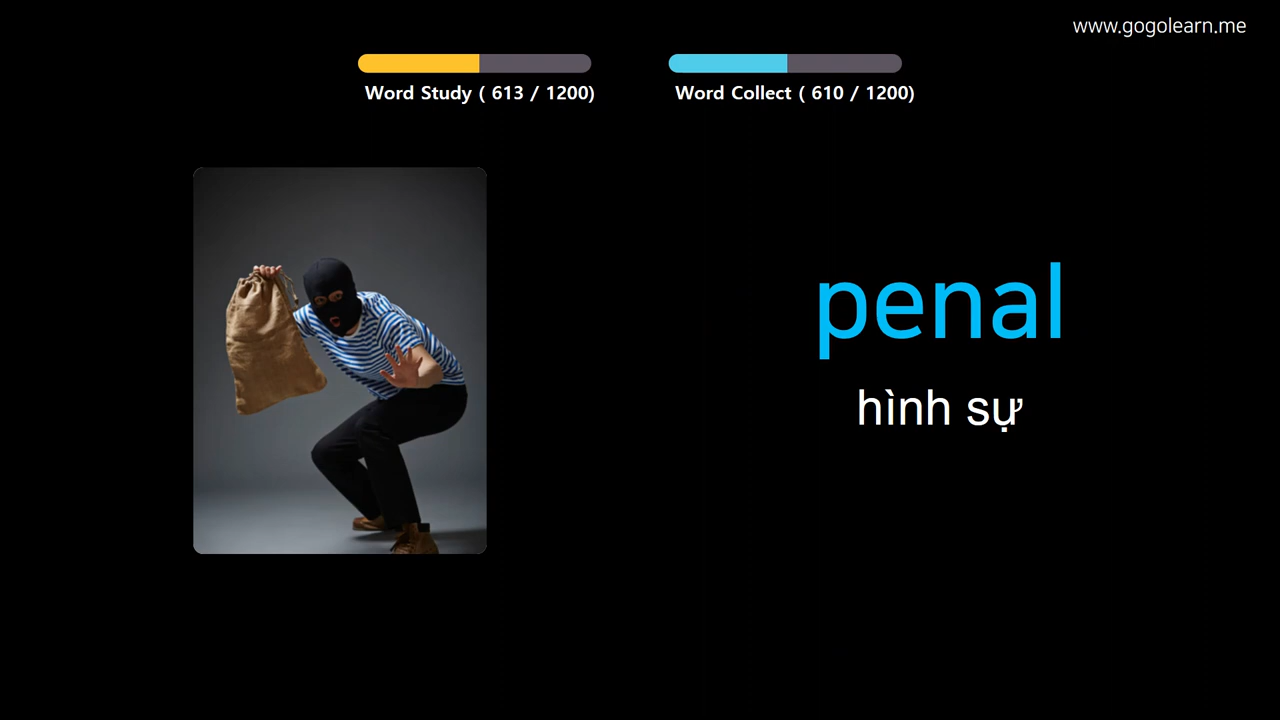 www.gogolearn.me
Word Study ( 613 / 1200)
Word Collect ( 610 / 1200)
penal
hình sự